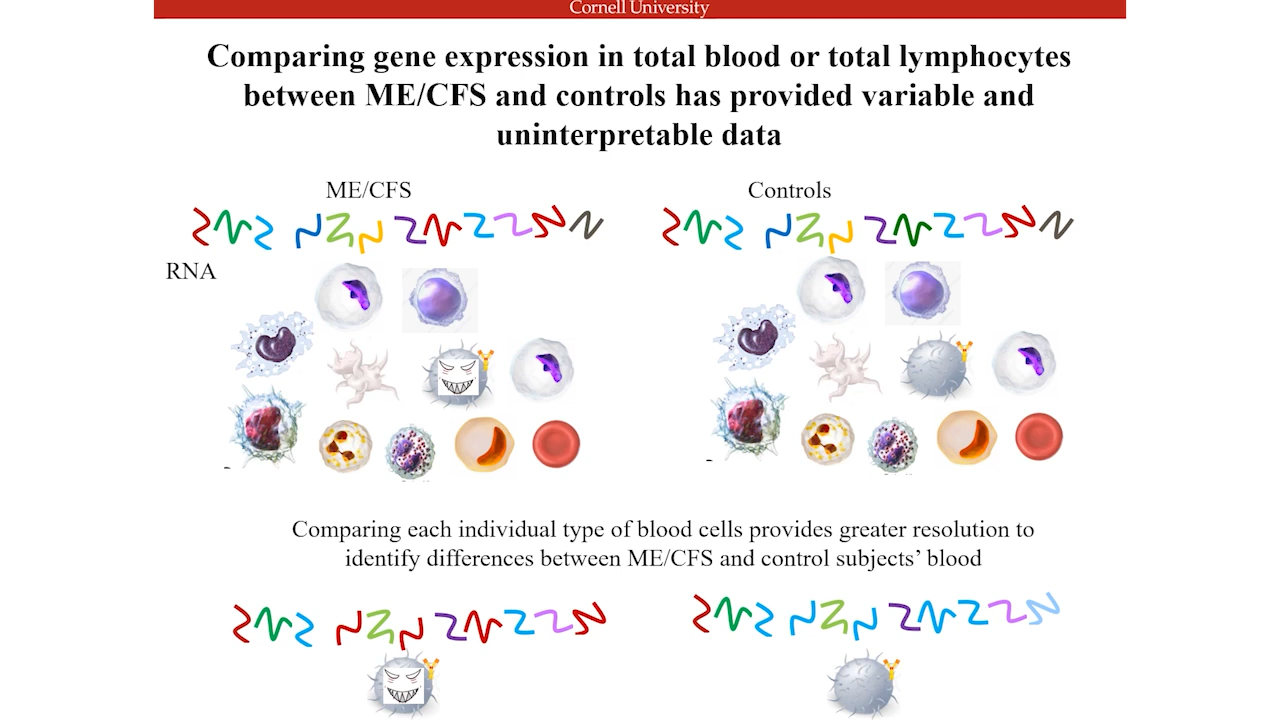 Cornell University
Comparing gene expression in total blood or total lymphocytes
between ME/CFS and controls has provided variable and
uninterpretable data
ME/CFS
Controls
RNA
Comparing each individual type of blood cells provides greater resolution to
identify differences between ME/CFS and control subjects’ blood